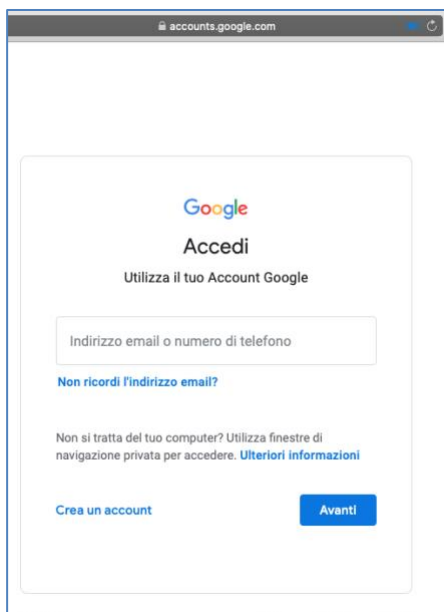 accounts.google.com
Google
Accedi
Utilizza il tuo Account Google
Indirizzo email o numero di telefono
Non ricordi l'indirizzo email?
Non si tratta del tuo computer? Utilizza finestre di
navigazione privata per accedere. Ulteriori informazioni
Crea un account
Avanti